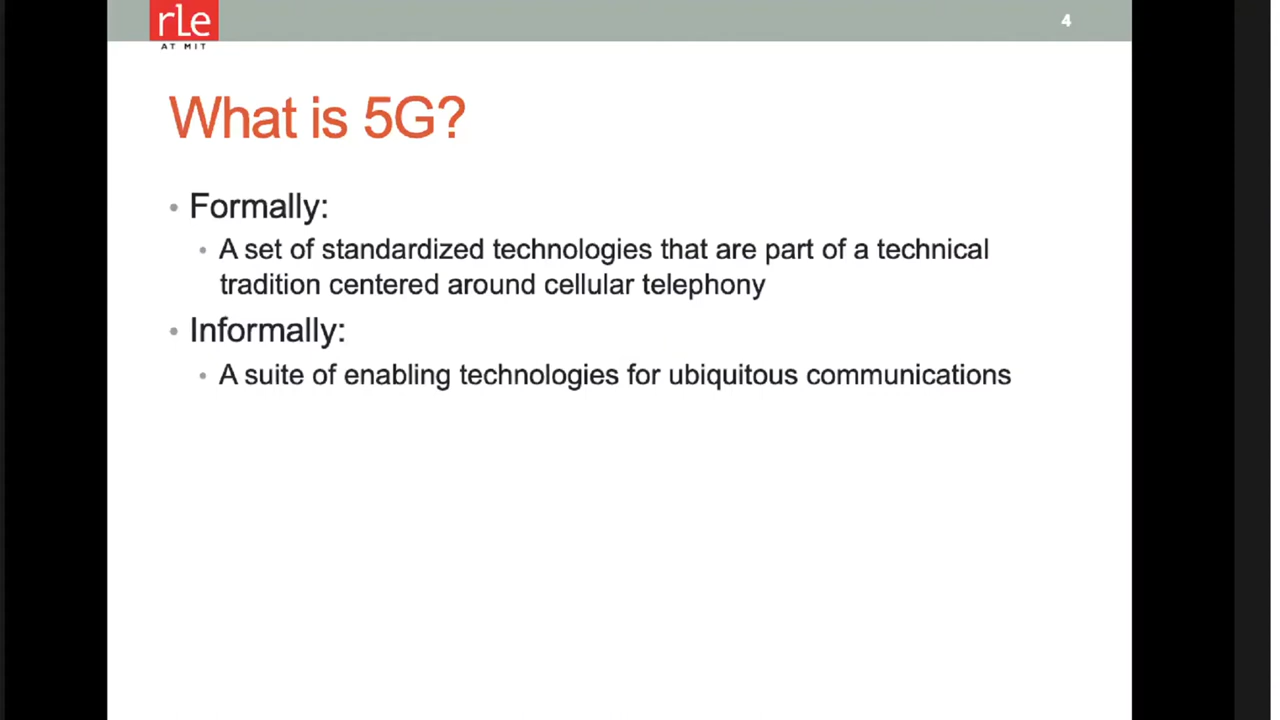 rle
AT MIT
4
What is 5G?
• Formally:
• A set of standardized technologies that are part of a technical
tradition centered around cellular telephony
• Informally:
• A suite of enabling technologies for ubiquitous communications